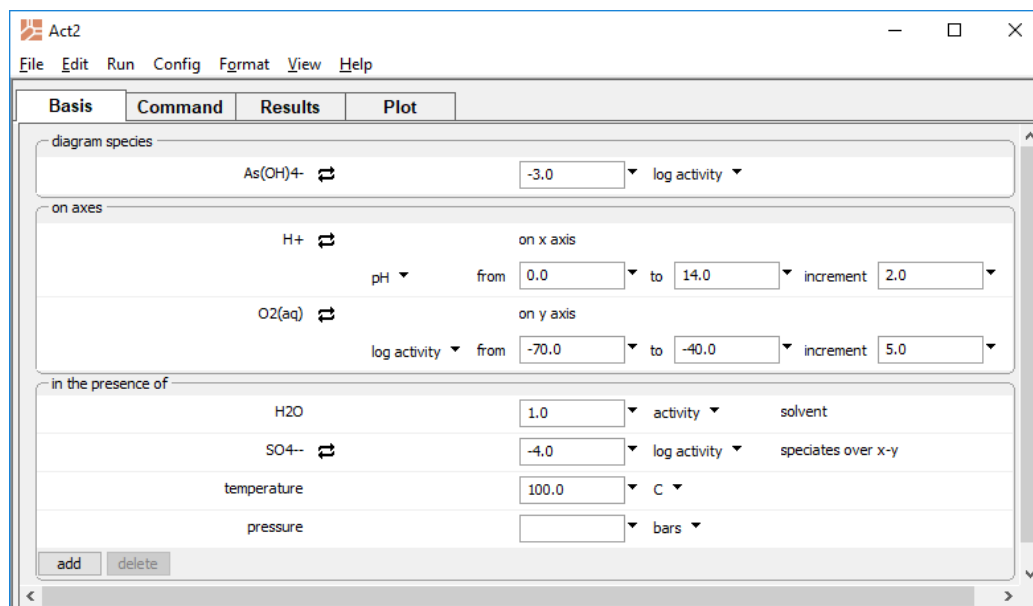 Act2
File Edit Run Config Format View Help
Basis Command Results Plot
diagram species
As(OH)4- -3.0 log activity
on axes
H+ on x axis
pH from 0.0 to 14.0 increment 2.0
O2(aq) on y axis
log activity from -70.0 to -40.0 increment 5.0
in the presence of
H2O 1.0 activity solvent
SO4-- -4.0 log activity speciates over x-y
temperature 100.0 C
pressure bars
add delete